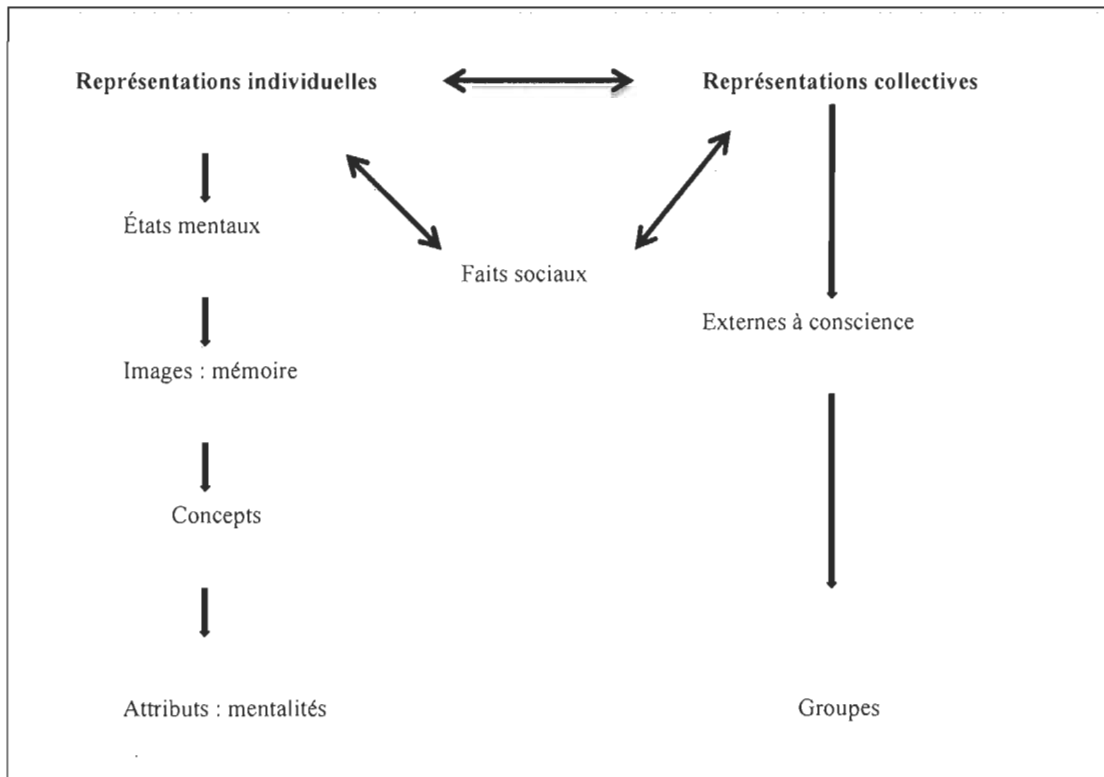 Représentations individuelles
Représentations collectives
États mentaux
Faits sociaux
Externes à conscience
Images : mémoire
Concepts
Attributs : mentalités
Groupes